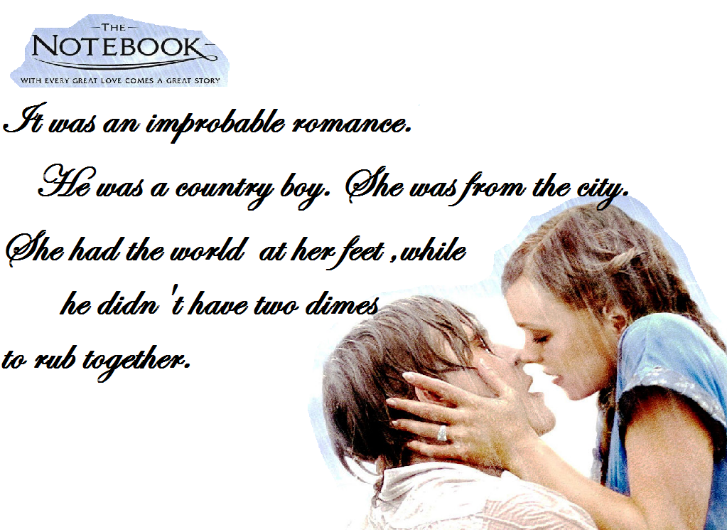 THE
NOTEBOOK
WITH EVERY GREAT LOVE COMES A GREAT STORY
It was an improbable romance.
He was a country boy. She was from the city.
She had the world at her feet ,while
he didn't have two dimes
to rub together.